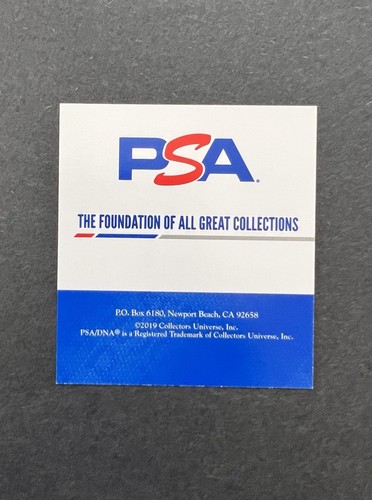 PSA.
THE FOUNDATION OF ALL GREAT COLLECTIONS
P.O. Box 6180, Newport Beach, CA 92658
©2019 Collectors Universe, Inc.
PSA/DNA® is a Registered Trademark of Collectors Universe, Inc.